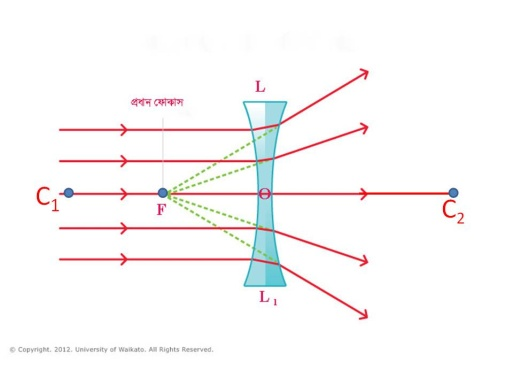 L
প্রধান ফোকাস
C1 F O C2
L1
© Copyright. 2012. University of Waikato. All Rights Reserved.